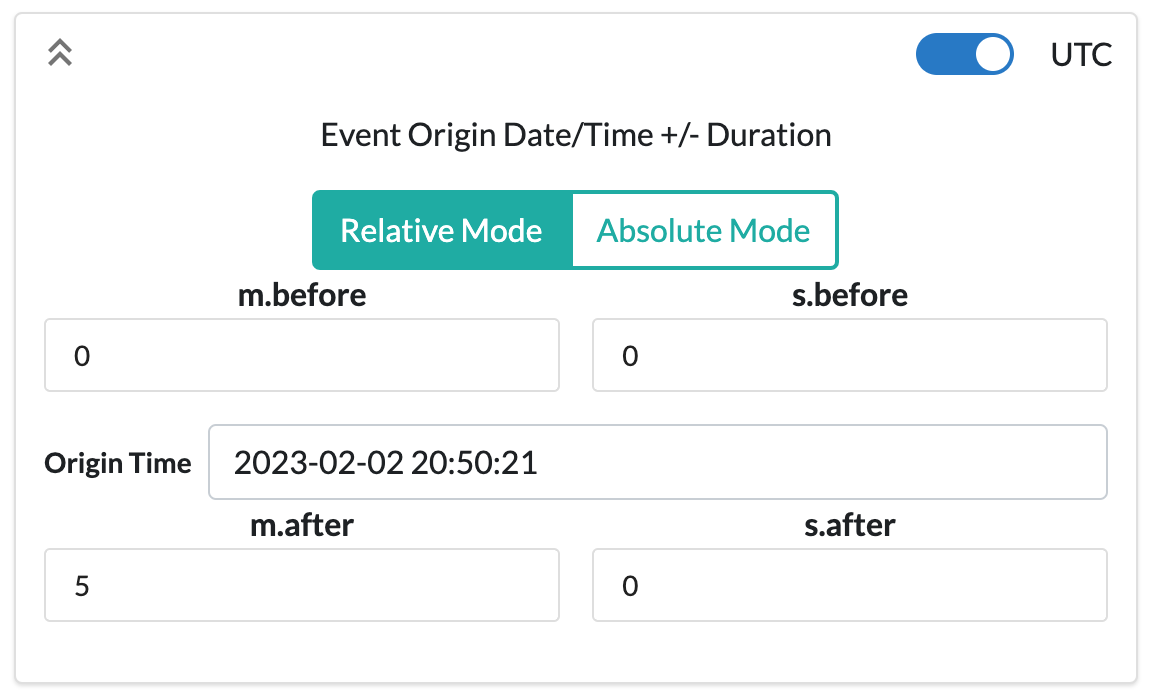 UTC
Event Origin Date/Time +/- Duration
Relative Mode Absolute Mode
m.before s.before
0 0
Origin Time 2023-02-02 20:50:21
m.after s.after
5 0